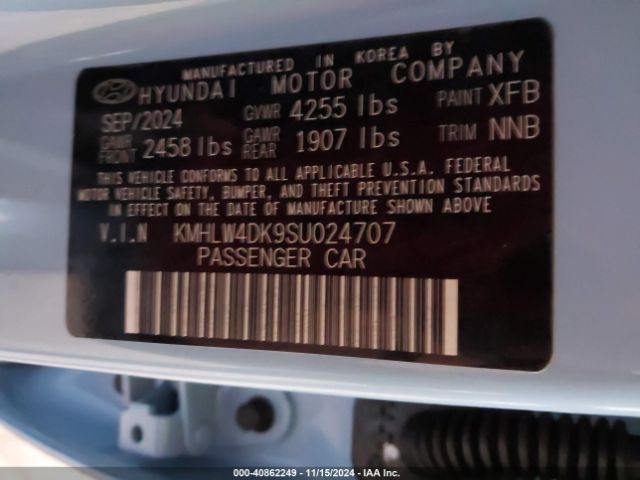 MANUFACTURED IN KOREA BY
HYUNDAI MOTOR COMPANY
SEP/2024 GVWR 4255 lbs PAINT XFB
GAWR FRONT 2458 lbs GAWR REAR 1907 lbs TRIM NNB
THIS VEHICLE CONFORMS TO ALL APPLICABLE U.S.A. FEDERAL
MOTOR VEHICLE SAFETY, BUMPER, AND THEFT PREVENTION STANDARDS
IN EFFECT ON THE DATE OF MANUFACTURE SHOWN ABOVE.
V.I.N KMHLW4DK9SU024707
PASSENGER CAR
000-40862249 - 11/15/2024 - IAA Inc.